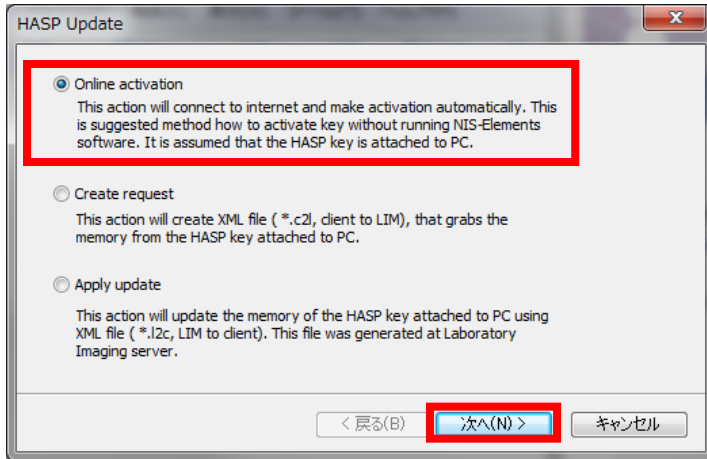 HASP Update
Online activation
This action will connect to internet and make activation automatically. This
is suggested method how to activate key without running NIS-Elements
software. It is assumed that the HASP key is attached to PC.
Create request
This action will create XML file ( *.c2l, client to LIM), that grabs the
memory from the HASP key attached to PC.
Apply update
This action will update the memory of the HASP key attached to PC using
XML file ( *.l2c, LIM to client). This file was generated at Laboratory
Imaging server.
< 戻る(B) 次へ(N) > キャンセル